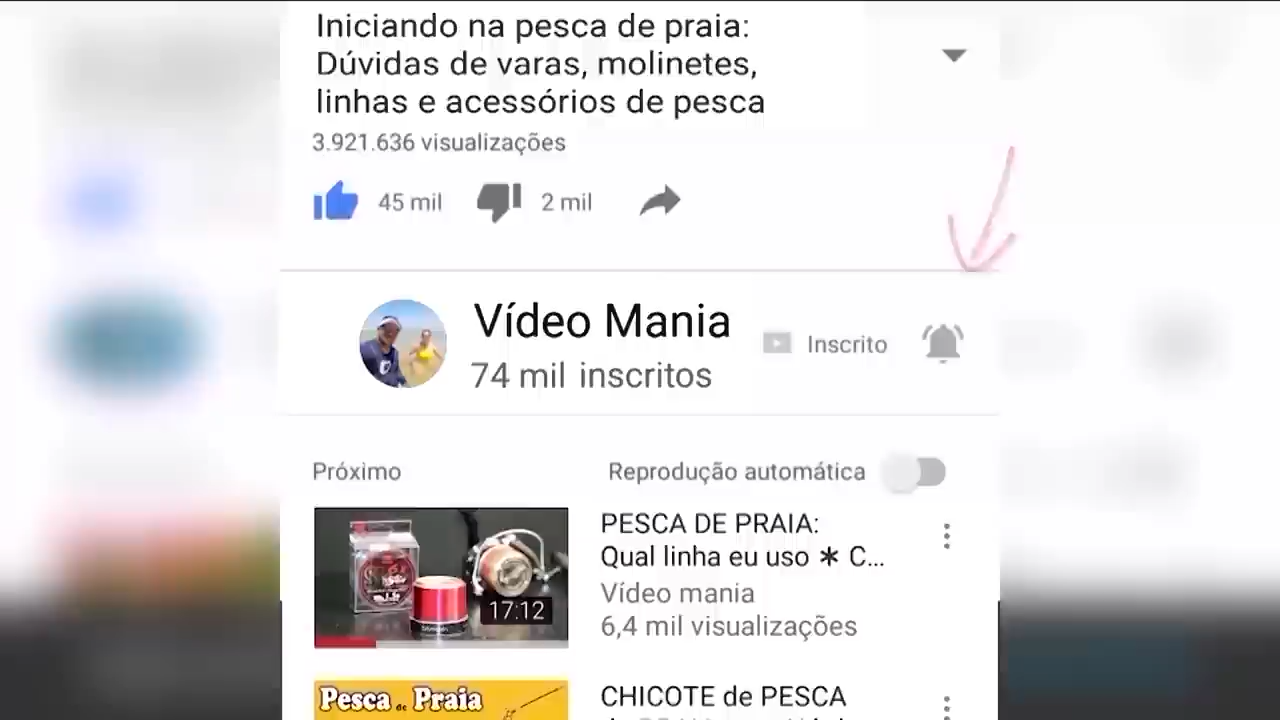 Iniciando na pesca de praia:
Dúvidas de varas, molinetes,
linhas e acessórios de pesca
3.921.636 visualizações
45 mil
2 mil
Vídeo Mania
74 mil inscritos
Inscrito
Próximo
Reprodução automática
17:12
PESCA DE PRAIA:
Qual linha eu uso ∗ C...
Vídeo mania
6,4 mil visualizações
Pesca de Praia
CHICOTE de PESCA